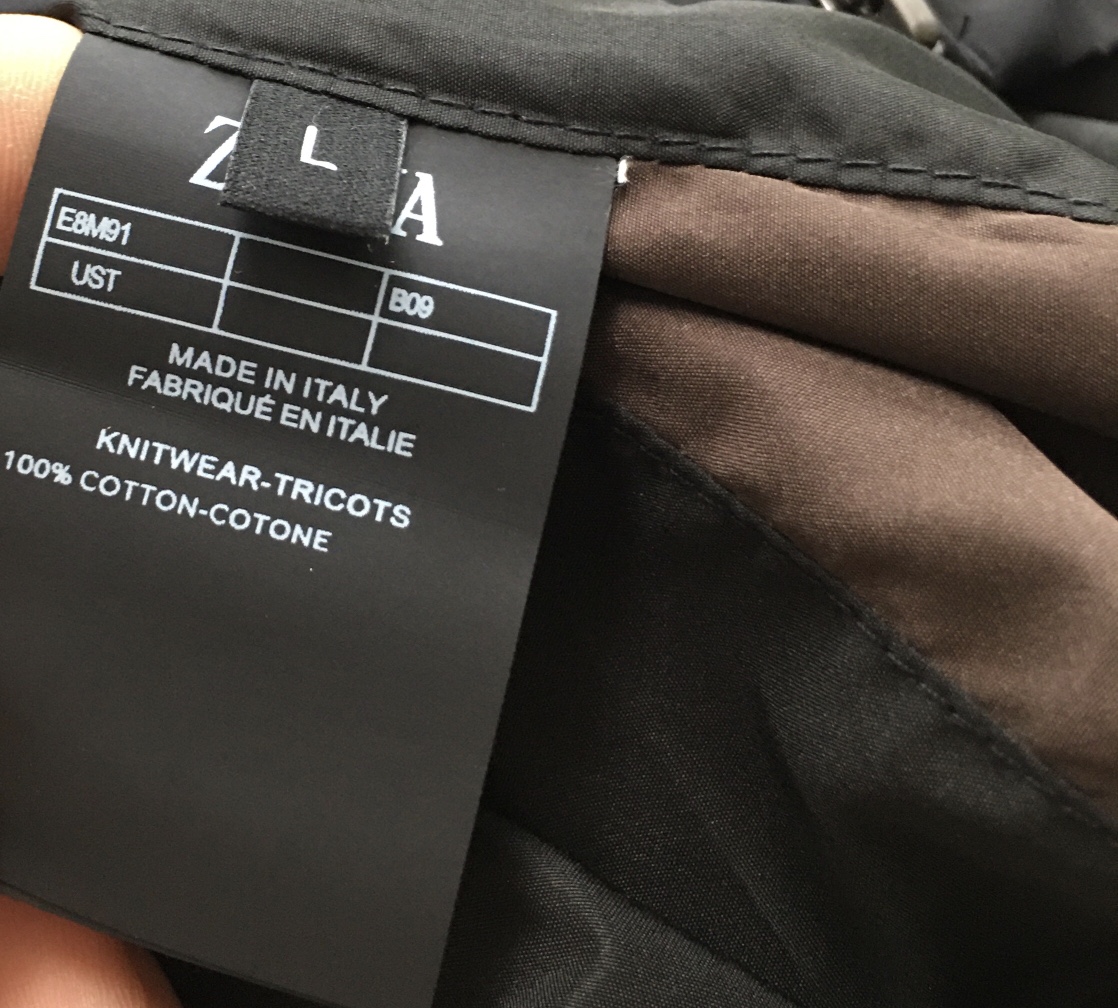 L
E8M91
B09
UST
MADE IN ITALY
FABRIQUÉ EN ITALIE
KNITWEAR-TRICOTS
100% COTTON-COTONE